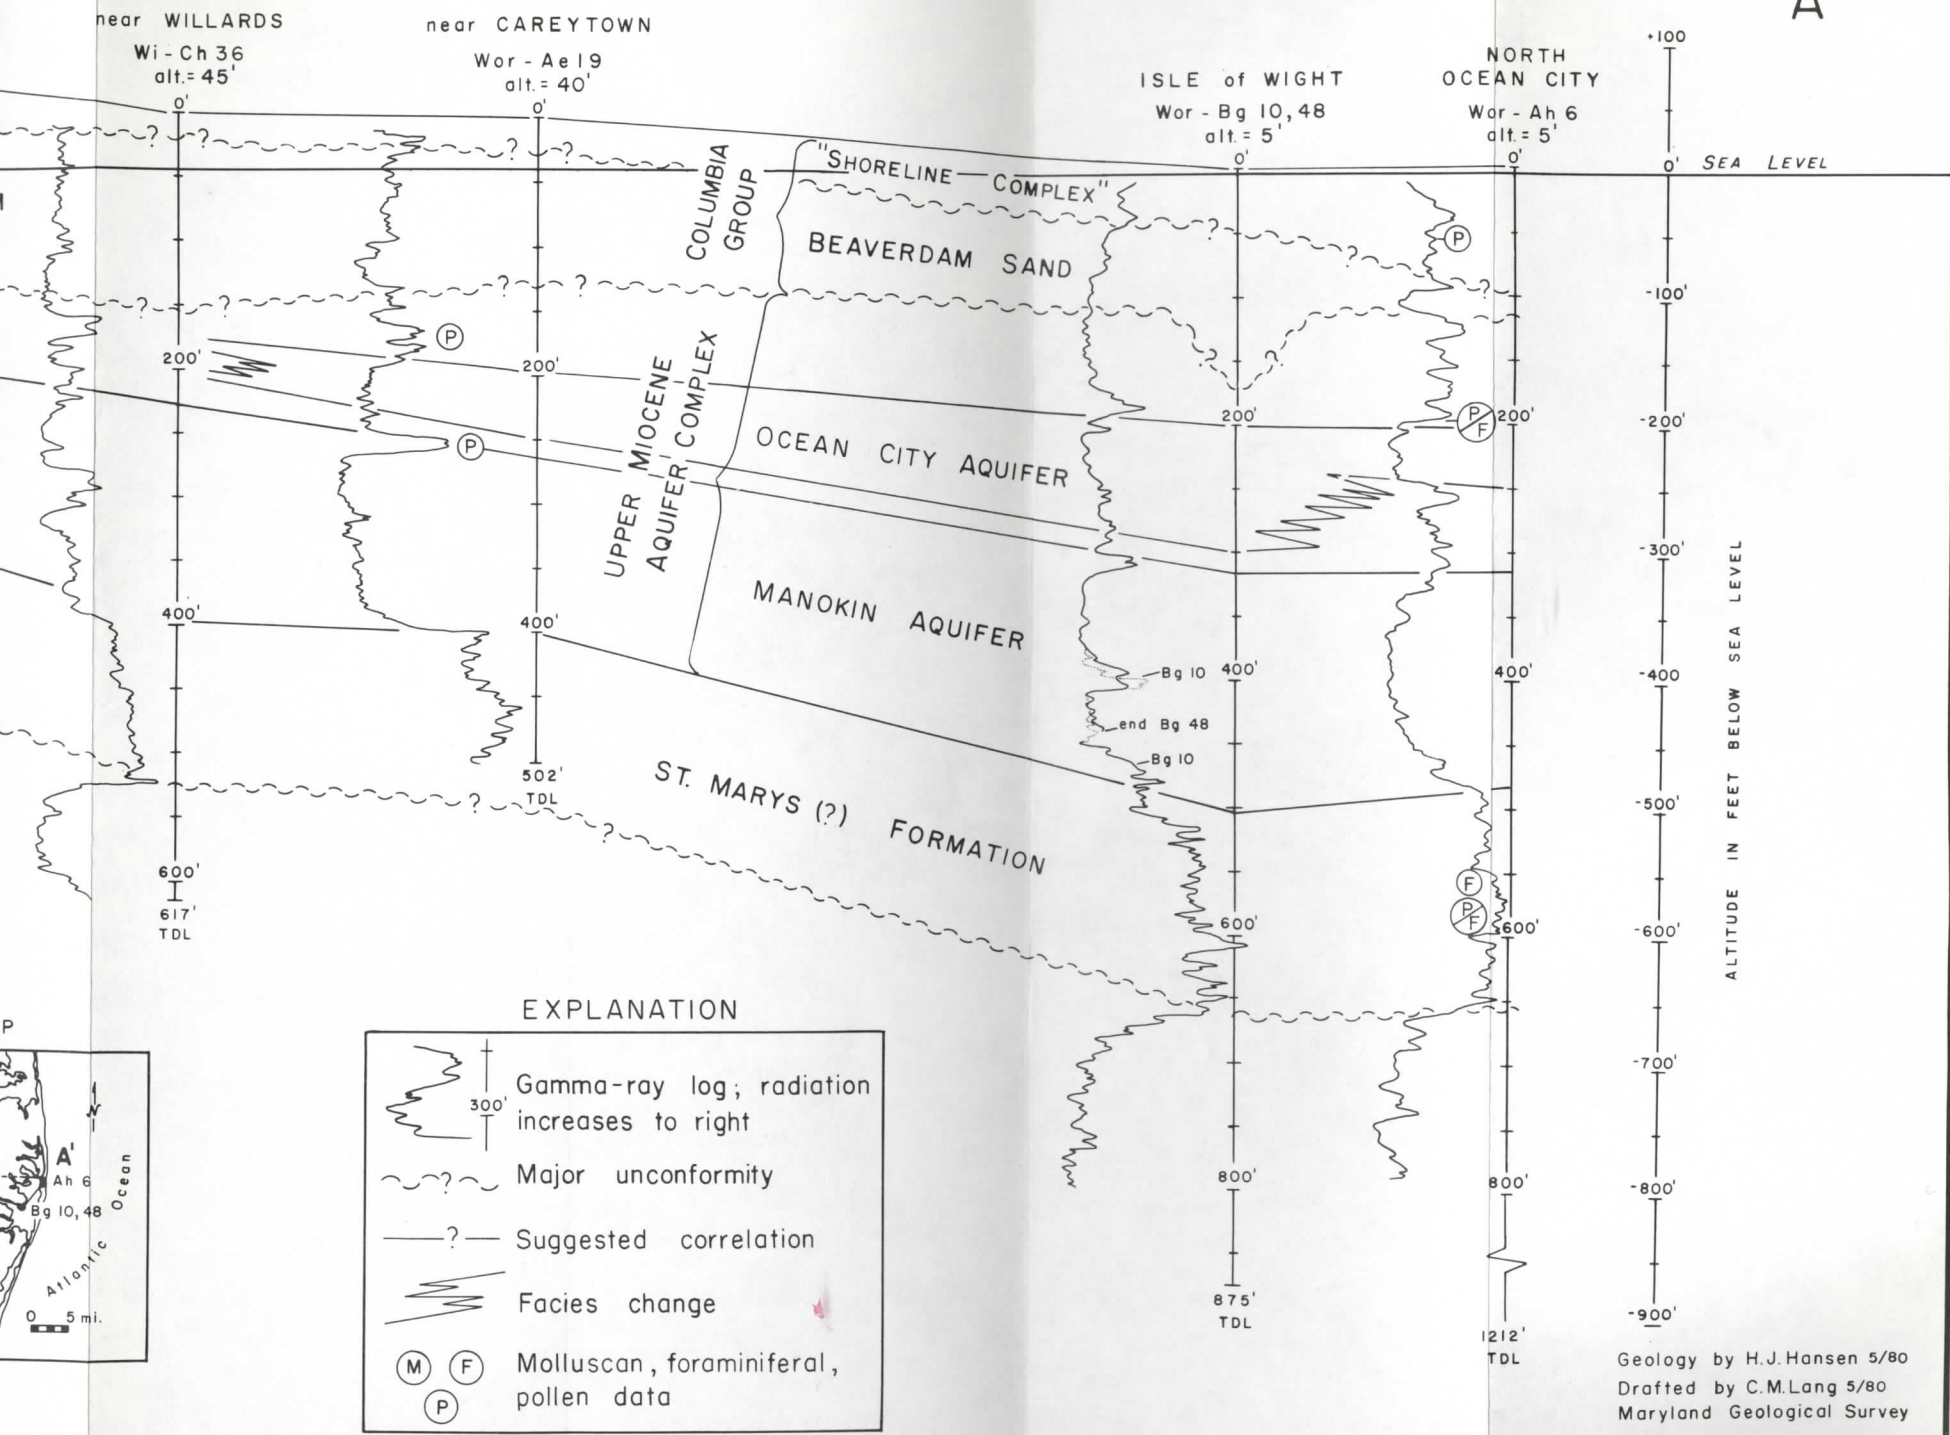 near WILLARDS
Wi - Ch 36
alt. = 45'
0'
200'
400'
600'
617'
TDL
near CAREYTOWN
Wor - Ae 19
alt. = 40'
0'
200'
400'
502'
TDL
ISLE of WIGHT
Wor - Bg 10, 48
alt. = 5'
0'
200'
400'
600'
800'
875'
TDL
NORTH
OCEAN CITY
Wor - Ah 6
alt. = 5'
0'
200'
400'
600'
800'
1212'
TDL
A'
+100
0'
SEA LEVEL
-100'
-200'
-300'
-400
-500'
-600'
-700'
-800'
-900'
ALTITUDE IN FEET BELOW SEA LEVEL
COLUMBIA
GROUP
"SHORELINE COMPLEX"
BEAVERDAM SAND
UPPER MIOCENE
AQUIFER COMPLEX
OCEAN CITY AQUIFER
MANOKIN AQUIFER
ST. MARYS (?) FORMATION
? ? ? ? ? ? ? ? ? ? ? ? ? ? ?
P
P
P
P/F
F
P/F
Bg 10
end Bg 48
Bg 10
EXPLANATION
300'
Gamma-ray log; radiation
increases to right
?
Major unconformity
?
Suggested correlation
Facies change
M F
P
Molluscan, foraminiferal,
pollen data
P
N
A'
Ah 6
Bg 10, 48
Atlantic Ocean
0 5 mi.
Geology by H.J. Hansen 5/80
Drafted by C.M. Lang 5/80
Maryland Geological Survey